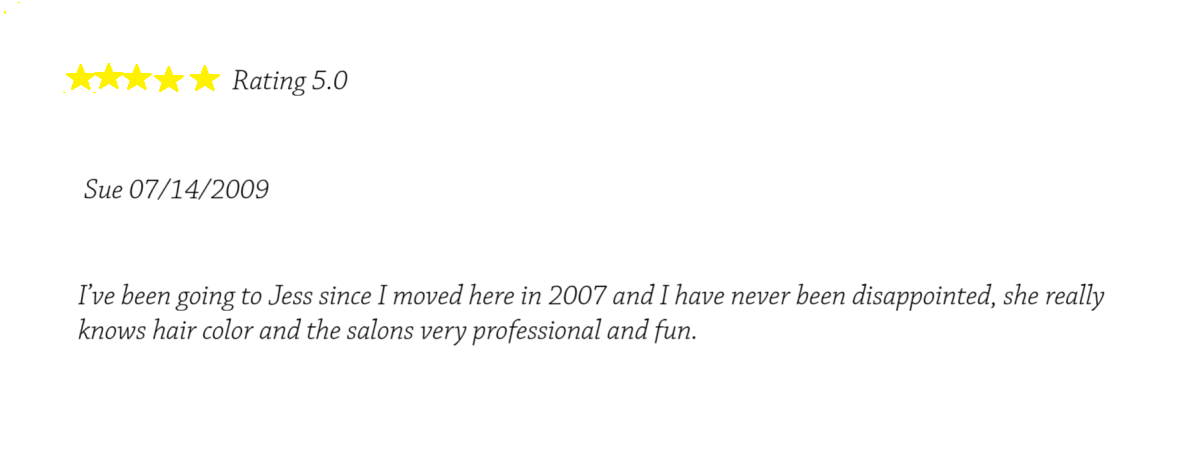 Rating 5.0
Sue 07/14/2009
I’ve been going to Jess since I moved here in 2007 and I have never been disappointed, she really
knows hair color and the salons very professional and fun.